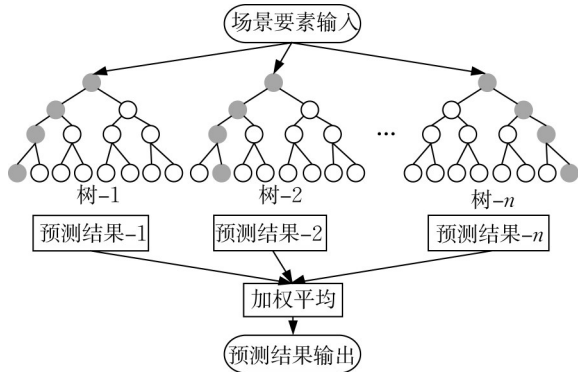 场景要素输入
...
树-1 树-2 树-n
预测结果-1 预测结果-2 预测结果-n
加权平均
预测结果输出